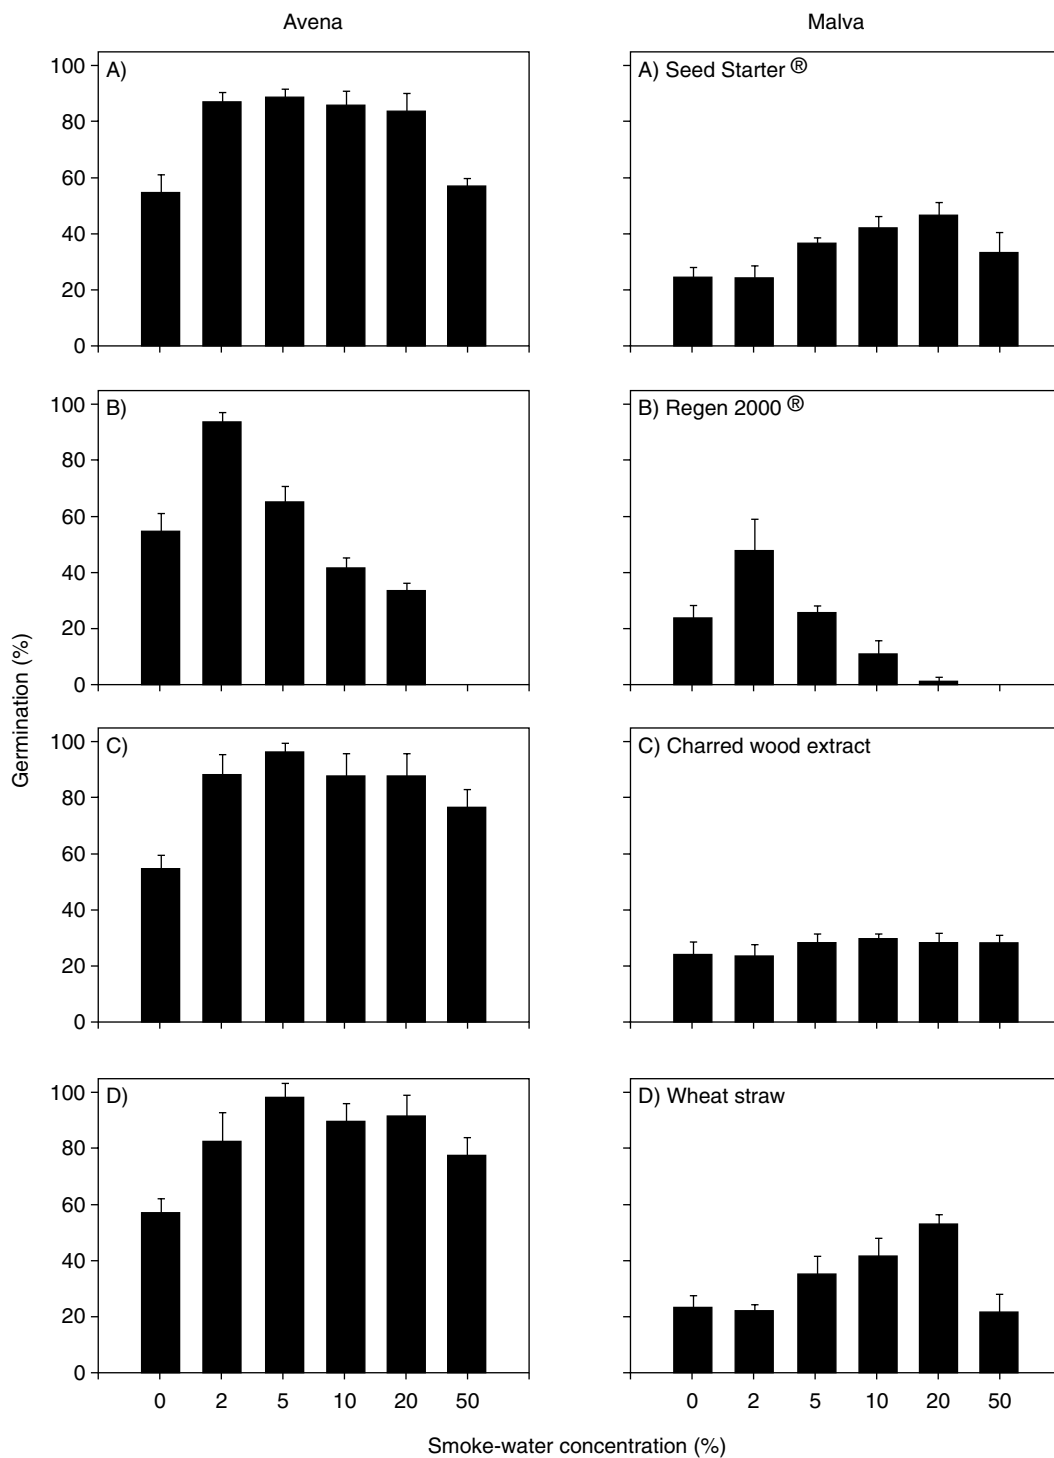 Avena
Malva
A)
100
80
60
40
20
0
A) Seed Starter ®
B)
100
80
60
40
20
0
B) Regen 2000 ®
C)
100
80
60
40
20
0
C) Charred wood extract
D)
100
80
60
40
20
0
D) Wheat straw
Germination (%)
0 2 5 10 20 50
0 2 5 10 20 50
Smoke-water concentration (%)